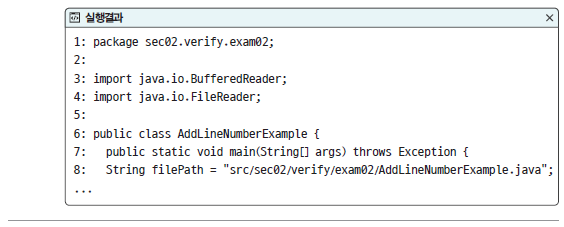 실행결과
1: package sec02.verify.exam02;
2:
3: import java.io.BufferedReader;
4: import java.io.FileReader;
5:
6: public class AddLineNumberExample {
7:   public static void main(String[] args) throws Exception {
8:   String filePath = "src/sec02/verify/exam02/AddLineNumberExample.java";
...